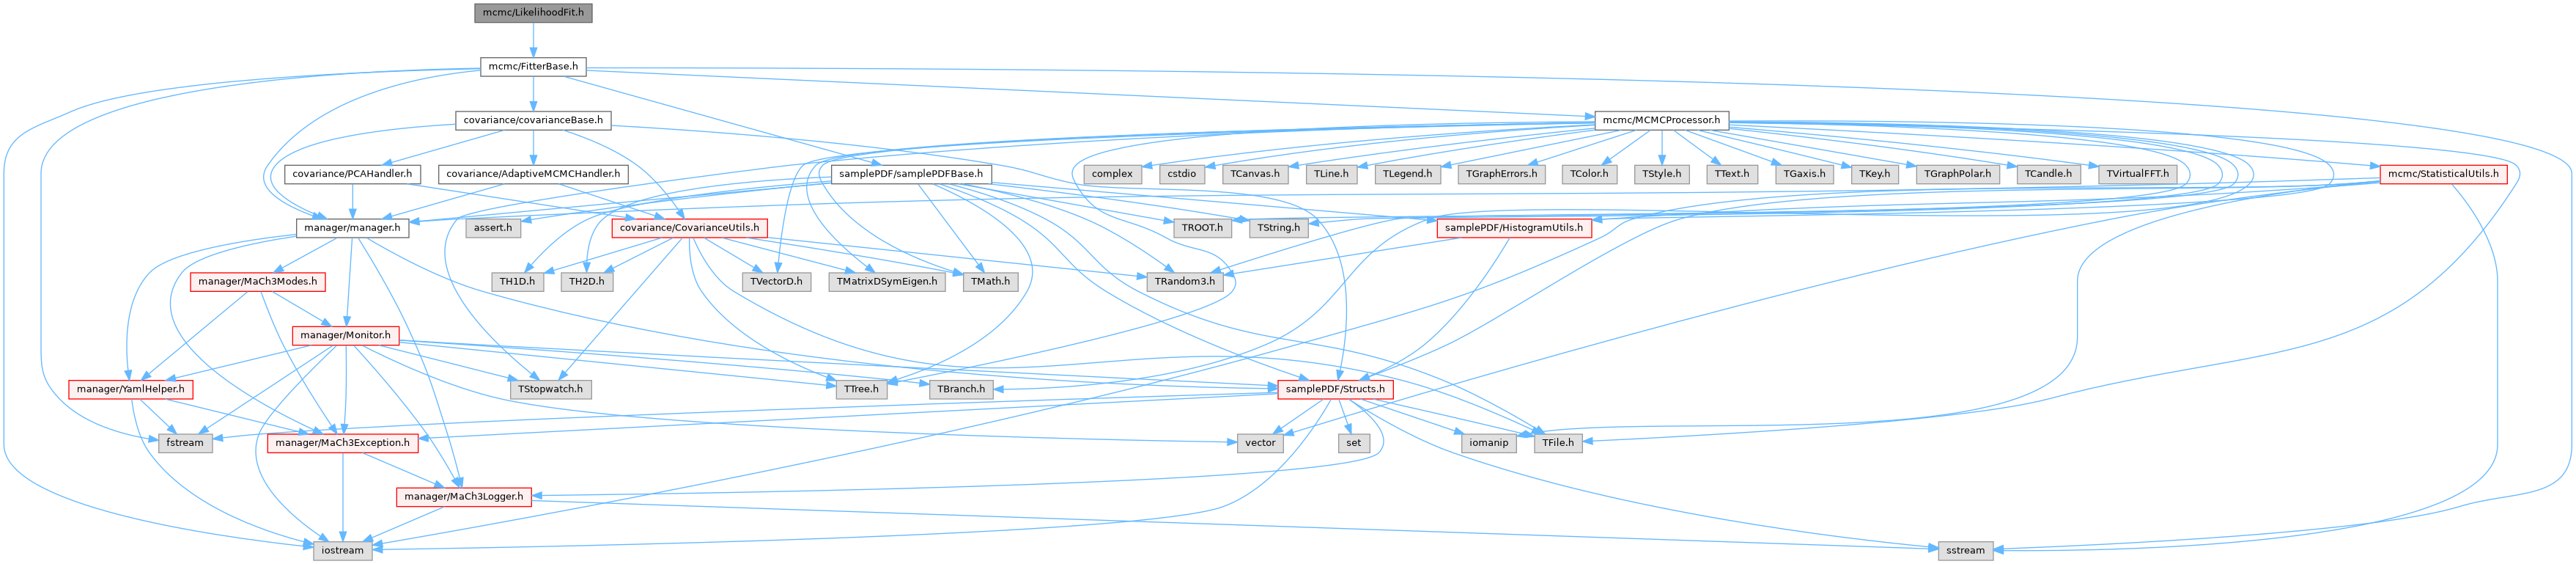 mcmc/LikelihoodFit.h
mcmc/FitterBase.h
covariance/covarianceBase.h
mcmc/MCMCProcessor.h
covariance/PCAHandler.h
covariance/AdaptiveMCMCHandler.h
samplePDF/samplePDFBase.h
complex
cstdio
TCanvas.h
TLine.h
TLegend.h
TGraphErrors.h
TColor.h
TStyle.h
TText.h
TGaxis.h
TKey.h
TGraphPolar.h
TCandle.h
TVirtualFFT.h
mcmc/StatisticalUtils.h
manager/manager.h
assert.h
covariance/CovarianceUtils.h
TROOT.h
TString.h
samplePDF/HistogramUtils.h
manager/MaCh3Modes.h
TH1D.h
TH2D.h
TVectorD.h
TMatrixDSymEigen.h
TMath.h
TRandom3.h
manager/Monitor.h
manager/YamlHelper.h
TStopwatch.h
TTree.h
TBranch.h
samplePDF/Structs.h
fstream
manager/MaCh3Exception.h
vector
set
iomanip
TFile.h
manager/MaCh3Logger.h
iostream
sstream